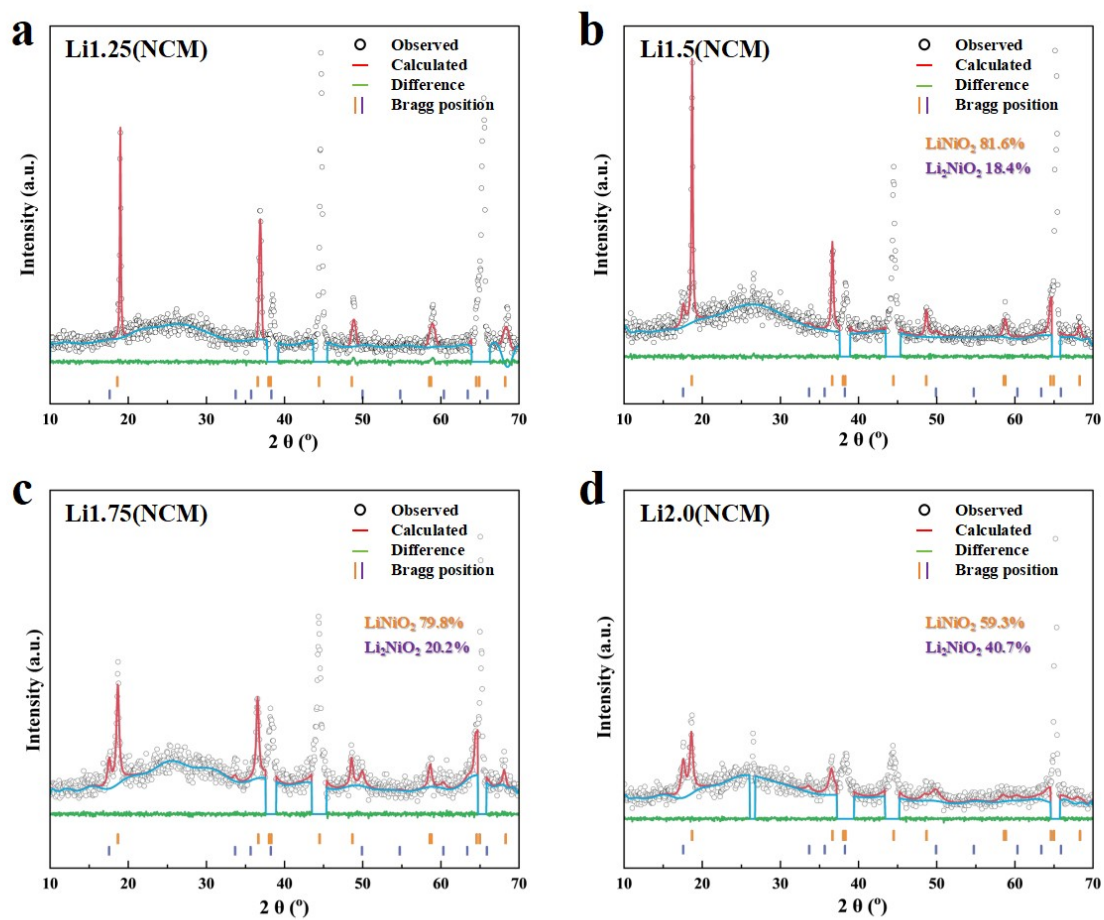 a
Li1.25(NCM)
Observed
Calculated
Difference
Bragg position
Intensity (a.u.)
10 20 30 40 50 60 70
2 θ (º)
b
Li1.5(NCM)
Observed
Calculated
Difference
Bragg position
LiNiO₂ 81.6%
Li₂NiO₂ 18.4%
Intensity (a.u.)
10 20 30 40 50 60 70
2 θ (º)
c
Li1.75(NCM)
Observed
Calculated
Difference
Bragg position
LiNiO₂ 79.8%
Li₂NiO₂ 20.2%
Intensity (a.u.)
10 20 30 40 50 60 70
2 θ (º)
d
Li2.0(NCM)
Observed
Calculated
Difference
Bragg position
LiNiO₂ 59.3%
Li₂NiO₂ 40.7%
Intensity (a.u.)
10 20 30 40 50 60 70
2 θ (º)